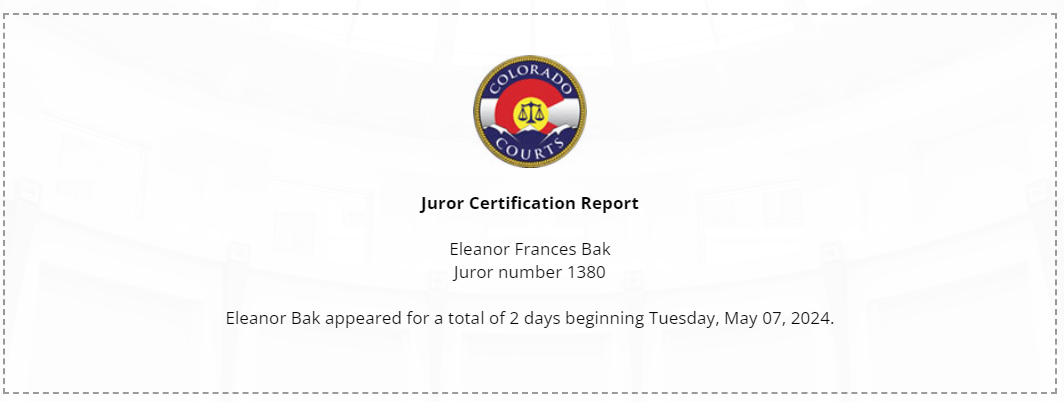 COLORADO
COURTS
Juror Certification Report
Eleanor Frances Bak
Juror number 1380
Eleanor Bak appeared for a total of 2 days beginning Tuesday, May 07, 2024.